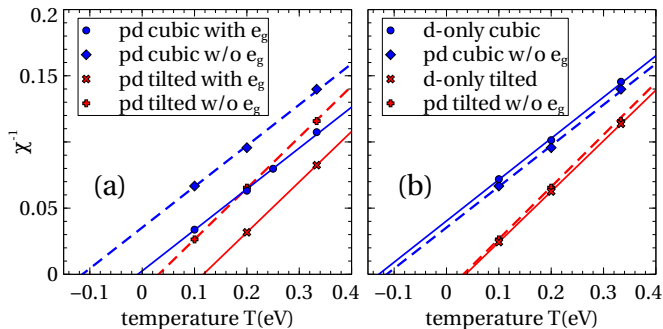 0.2
0.15
0.1
0.05
0
χ⁻¹
pd cubic with e_g
pd cubic w/o e_g
pd tilted with e_g
pd tilted w/o e_g
(a)
−0.1 0 0.1 0.2 0.3 0.4
temperature T(eV)
d-only cubic
pd cubic w/o e_g
d-only tilted
pd tilted w/o e_g
(b)
−0.1 0 0.1 0.2 0.3 0.4
temperature T(eV)